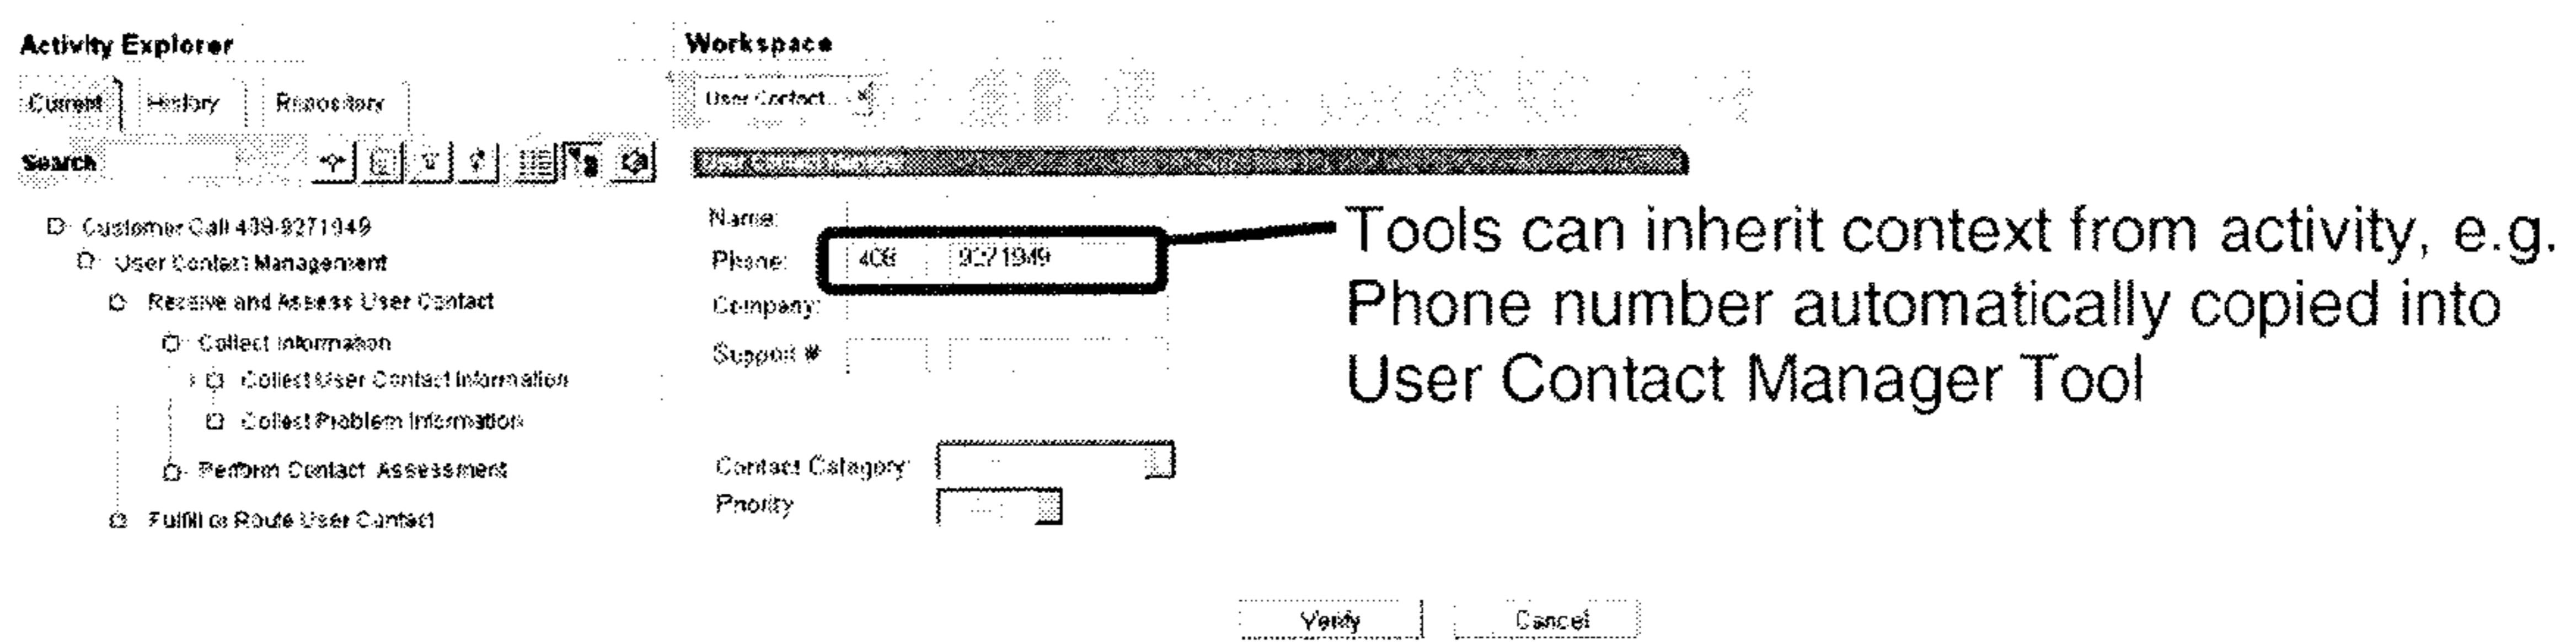 Activity Explorer
Current History Repository
Search
Customer Call 408-9271949
User Contact Management
Receive and Assess User Contact
Collect Information
Collect User Contact Information
Collect Problem Information
Perform Contact Assessment
Fulfill or Route User Contact
Workspace
User Contact...
User Contact Manager
Name:
Phone: 408 9271949
Company:
Support #
Contact Category:
Priority
Verify Cancel
Tools can inherit context from activity, e.g.
Phone number automatically copied into
User Contact Manager Tool